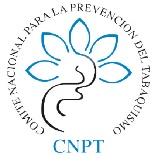 COMITE NACIONAL PARA LA PREVENCION DEL TABAQUISMO
CNPT